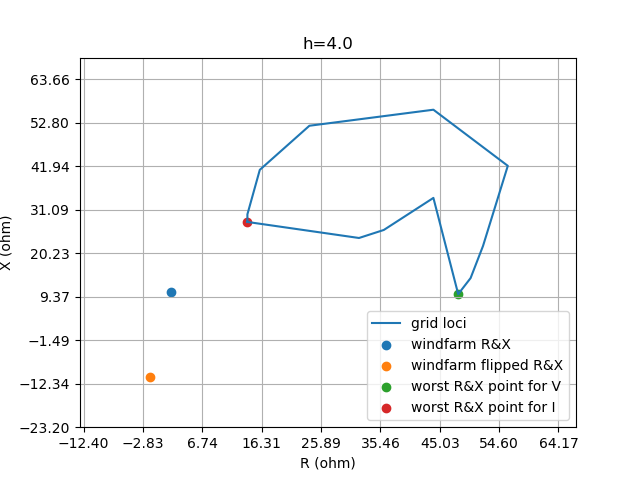 h=4.0
X (ohm)
63.66
52.80
41.94
31.09
20.23
9.37
−1.49
−12.34
−23.20
grid loci
windfarm R&X
windfarm flipped R&X
worst R&X point for V
worst R&X point for I
−12.40 −2.83 6.74 16.31 25.89 35.46 45.03 54.60 64.17
R (ohm)